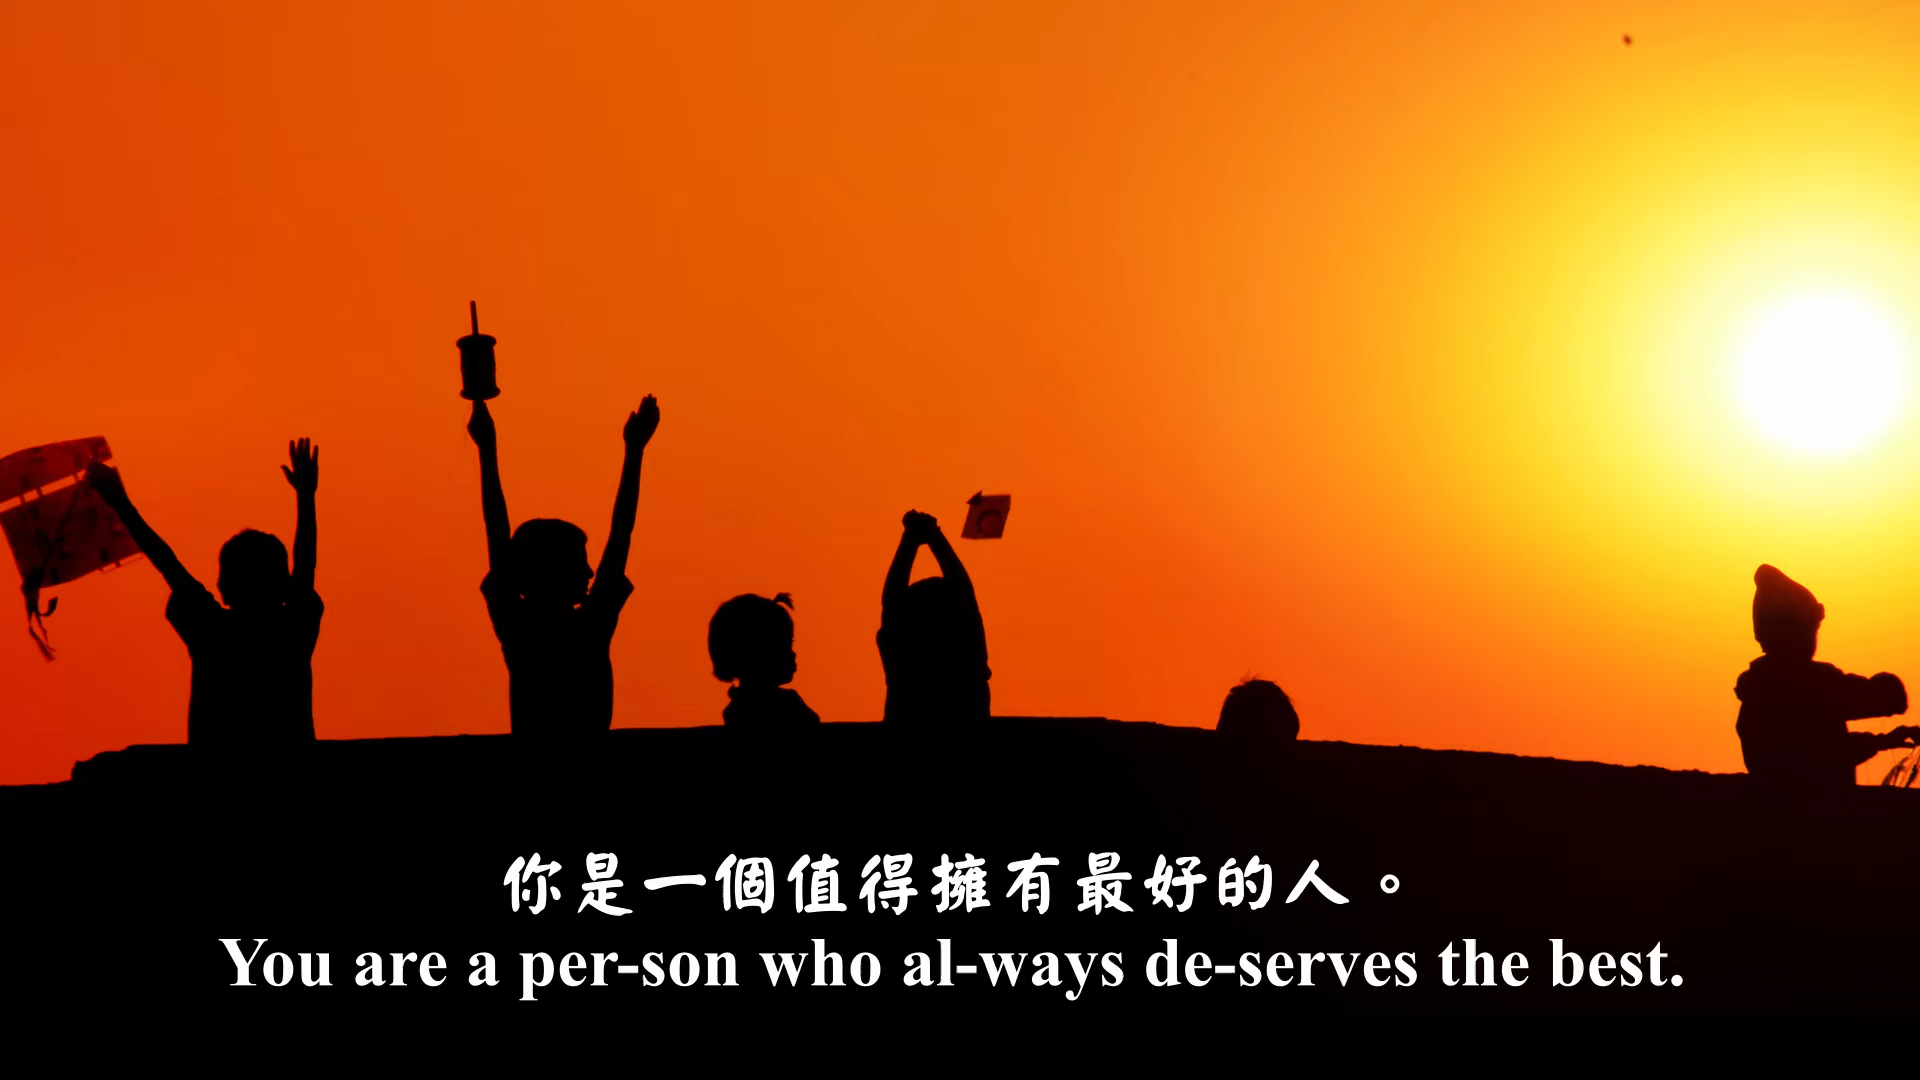 你是一個值得擁有最好的人。
You are a per-son who al-ways de-serves the best.